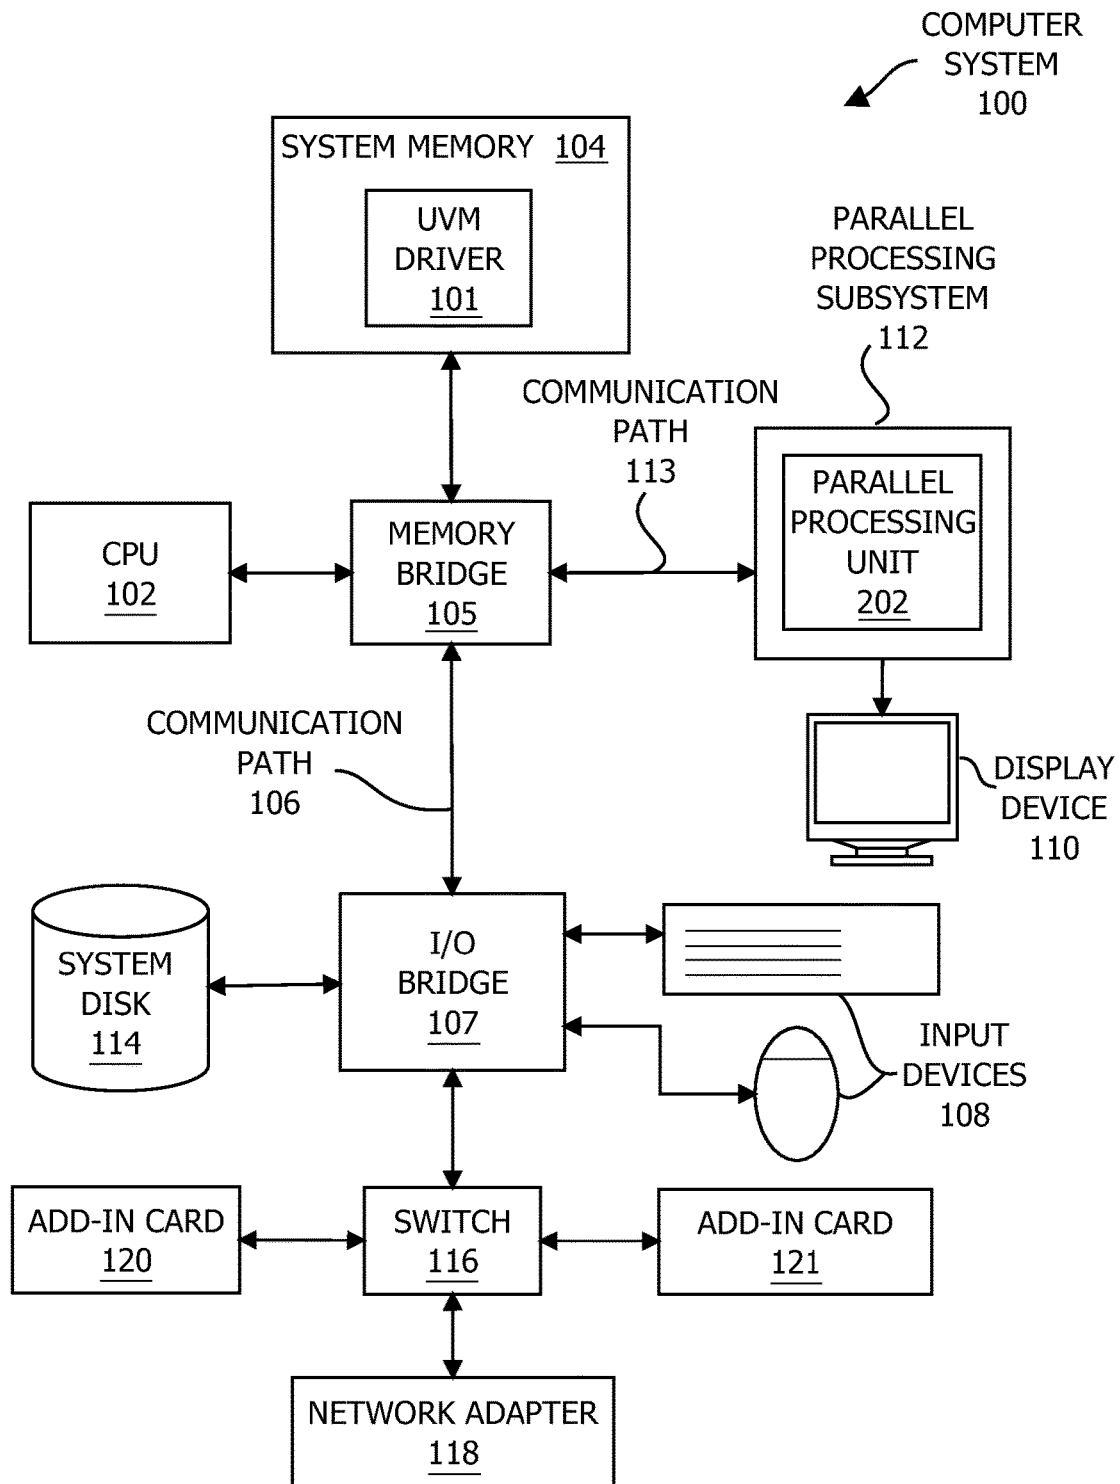 COMPUTER
SYSTEM
100
SYSTEM MEMORY 104
UVM
DRIVER
101
PARALLEL
PROCESSING
SUBSYSTEM
112
COMMUNICATION
PATH
113
PARALLEL
PROCESSING
UNIT
202
CPU
102
MEMORY
BRIDGE
105
COMMUNICATION
PATH
106
DISPLAY
DEVICE
110
SYSTEM
DISK
114
I/O
BRIDGE
107
INPUT
DEVICES
108
ADD-IN CARD
120
SWITCH
116
ADD-IN CARD
121
NETWORK ADAPTER
118